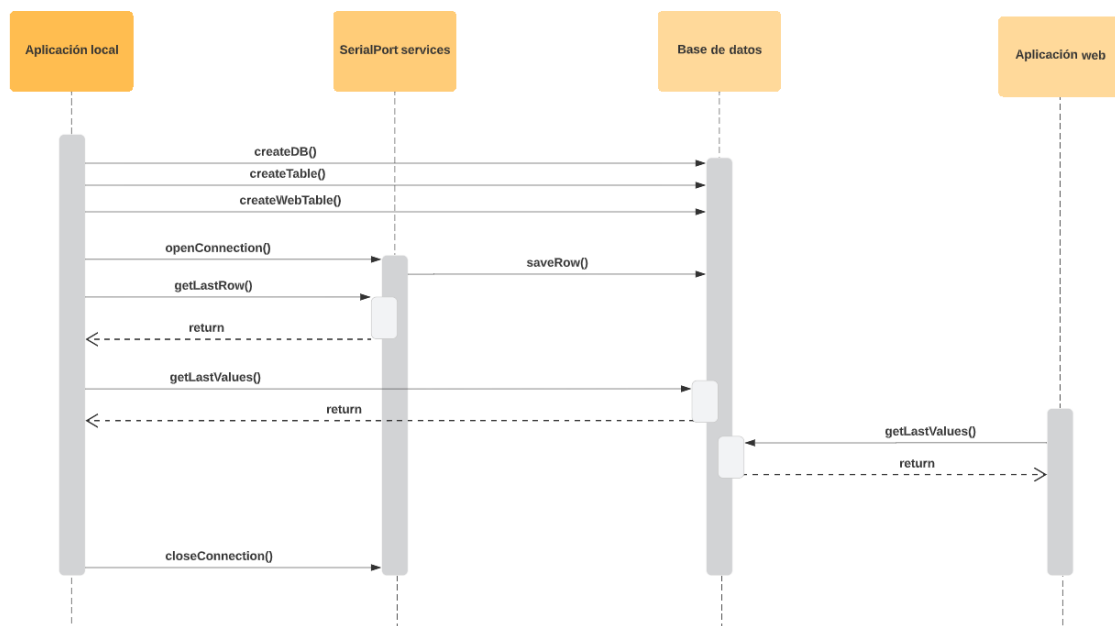 Aplicación local
SerialPort services
Base de datos
Aplicación web
createDB()
createTable()
createWebTable()
openConnection()
saveRow()
getLastRow()
return
getLastValues()
return
getLastValues()
return
closeConnection()